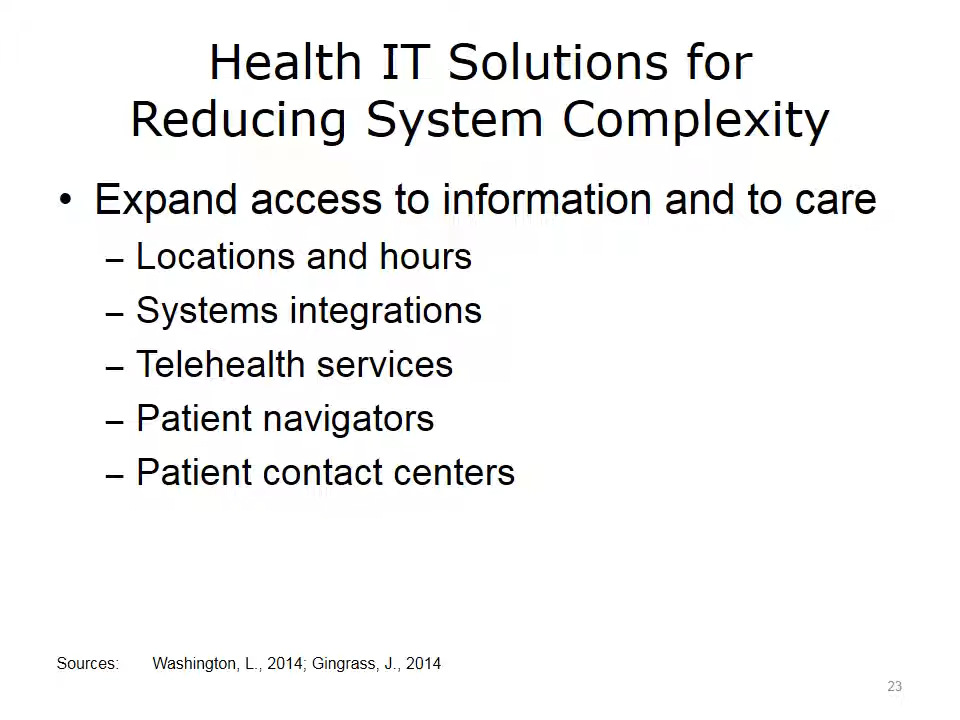 Health IT Solutions for
Reducing System Complexity
• Expand access to information and to care
– Locations and hours
– Systems integrations
– Telehealth services
– Patient navigators
– Patient contact centers
Sources: Washington, L., 2014; Gingrass, J., 2014
23